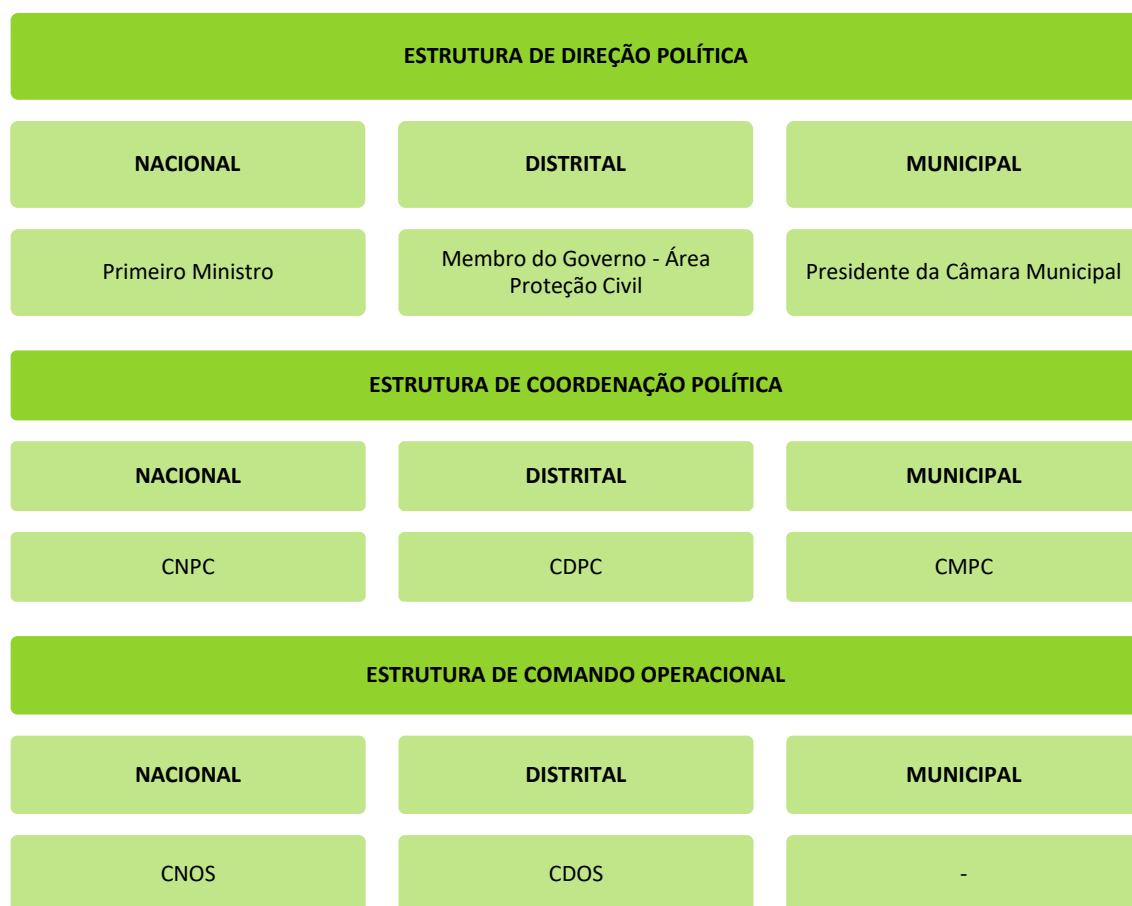 ESTRUTURA DE DIREÇÃO POLÍTICA
NACIONAL
DISTRITAL
MUNICIPAL
Primeiro Ministro
Membro do Governo - Área
Proteção Civil
Presidente da Câmara Municipal
ESTRUTURA DE COORDENAÇÃO POLÍTICA
NACIONAL
DISTRITAL
MUNICIPAL
CNPC
CDPC
CMPC
ESTRUTURA DE COMANDO OPERACIONAL
NACIONAL
DISTRITAL
MUNICIPAL
CNOS
CDOS
-